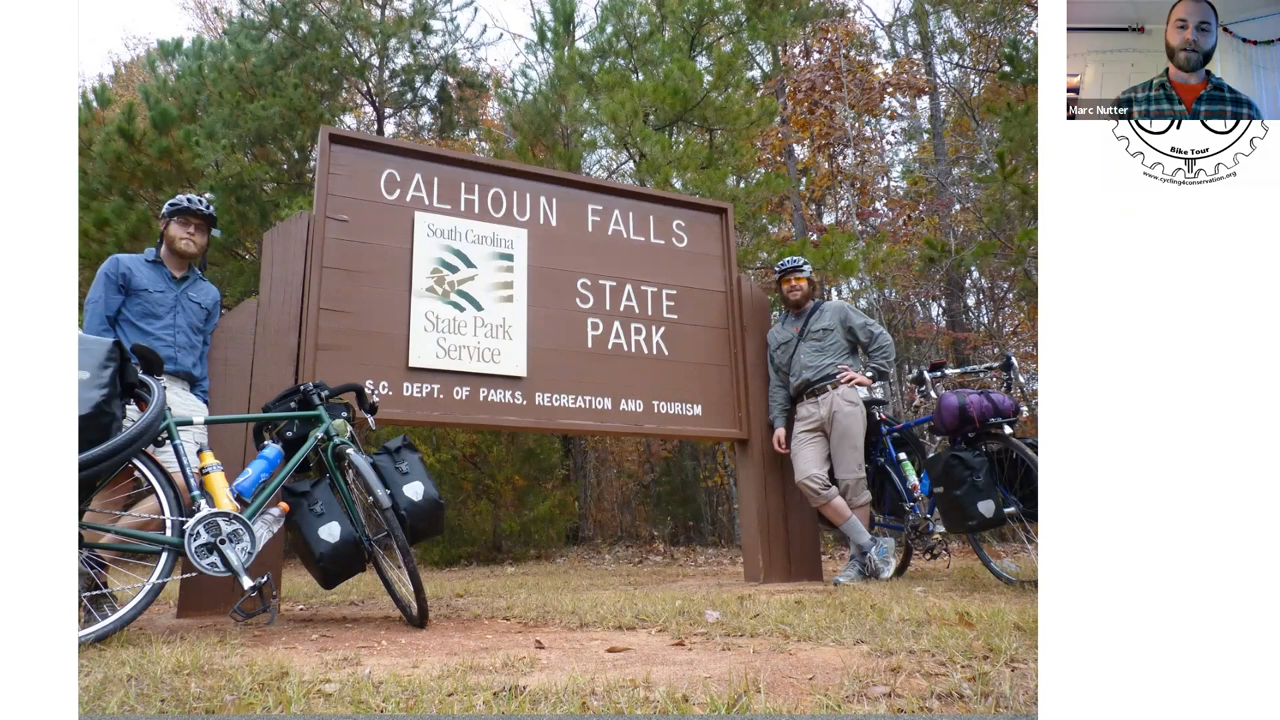 CALHOUN FALLS
South Carolina
State Park
Service
STATE
PARK
S.C. DEPT. OF PARKS, RECREATION AND TOURISM
Marc Nutter
Bike Tour
www.cycling4conservation.org